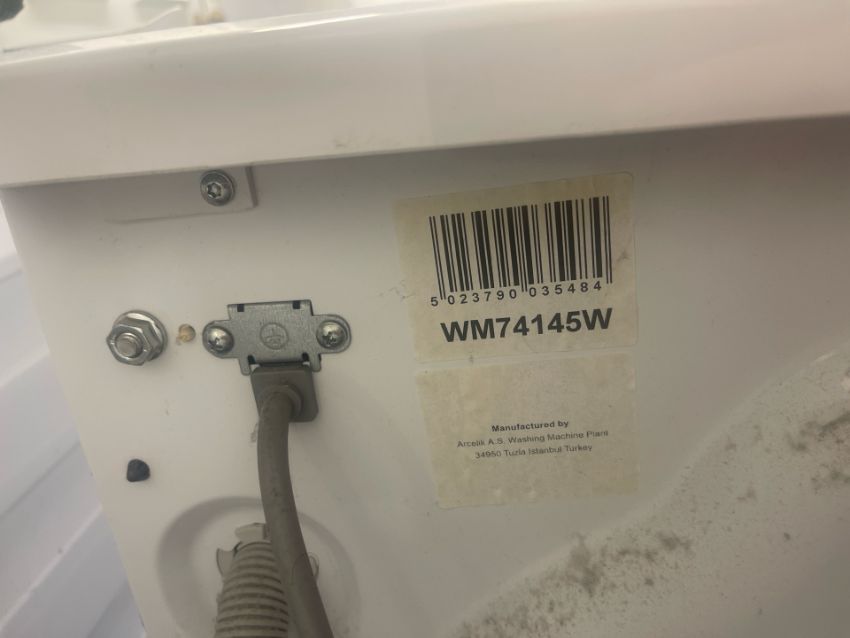 5 023790 035484
WM74145W
Manufactured by
Arcelik A.S. Washing Machine Plant
34950 Tuzla Istanbul Turkey